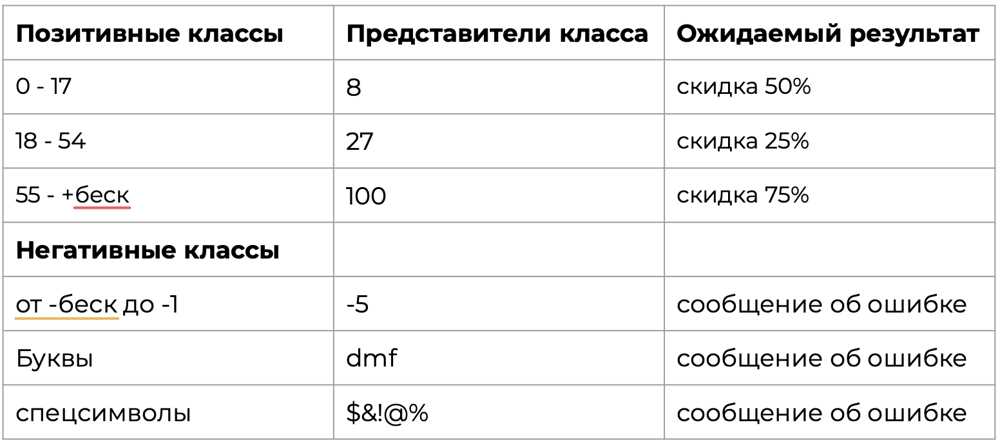 Позитивные классы Представители класса Ожидаемый результат
0 - 17 8 скидка 50%
18 - 54 27 скидка 25%
55 - +беск 100 скидка 75%
Негативные классы
от -беск до -1 -5 сообщение об ошибке
Буквы dmf сообщение об ошибке
спецсимволы $&!@% сообщение об ошибке